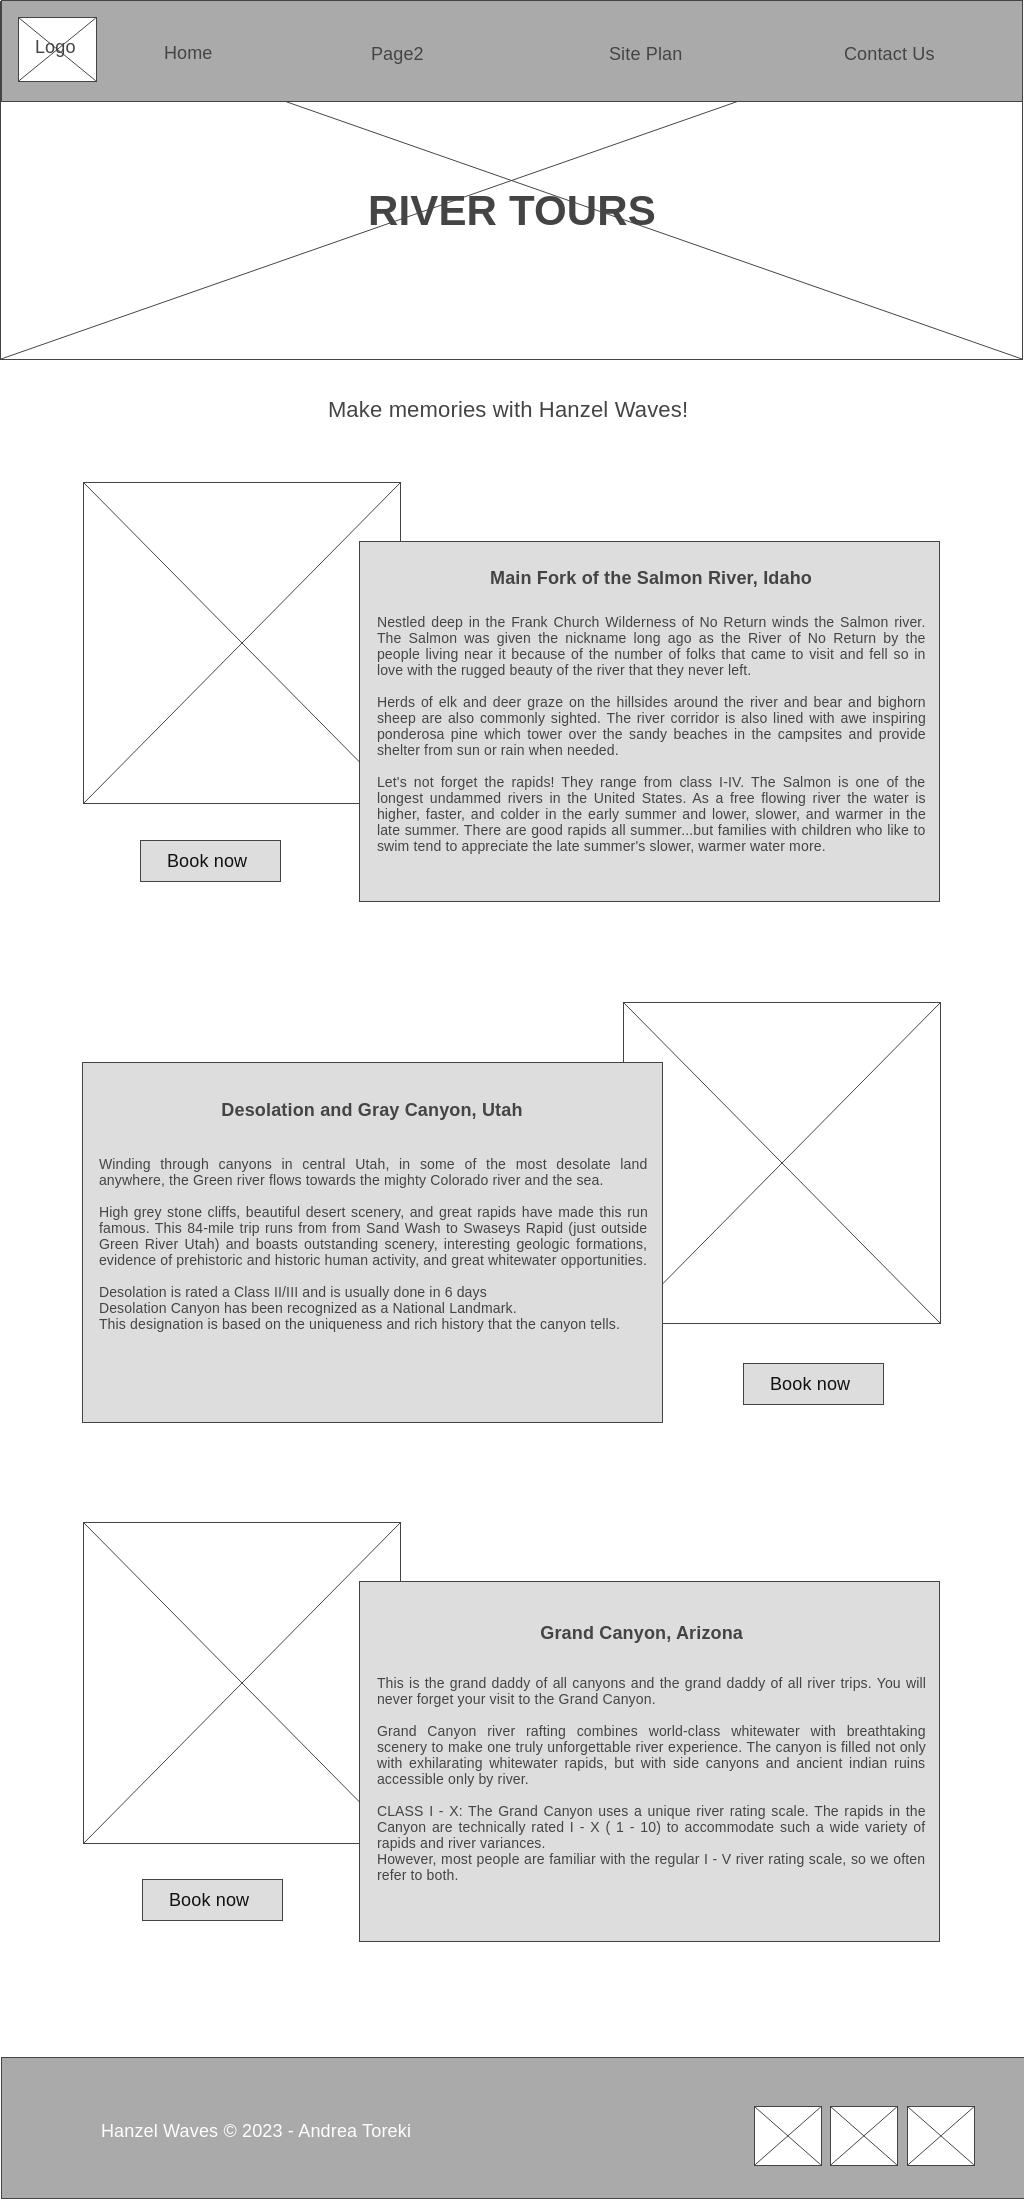 Logo
Home
Page2
Site Plan
Contact Us
RIVER TOURS
Make memories with Hanzel Waves!
Main Fork of the Salmon River, Idaho
Nestled deep in the Frank Church Wilderness of No Return winds the Salmon river.
The Salmon was given the nickname long ago as the River of No Return by the
people living near it because of the number of folks that came to visit and fell so in
love with the rugged beauty of the river that they never left.
Herds of elk and deer graze on the hillsides around the river and bear and bighorn
sheep are also commonly sighted. The river corridor is also lined with awe inspiring
ponderosa pine which tower over the sandy beaches in the campsites and provide
shelter from sun or rain when needed.
Let's not forget the rapids! They range from class I-IV. The Salmon is one of the
longest undammed rivers in the United States. As a free flowing river the water is
higher, faster, and colder in the early summer and lower, slower, and warmer in the
late summer. There are good rapids all summer...but families with children who like to
swim tend to appreciate the late summer's slower, warmer water more.
Book now
Desolation and Gray Canyon, Utah
Winding through canyons in central Utah, in some of the most desolate land
anywhere, the Green river flows towards the mighty Colorado river and the sea.
High grey stone cliffs, beautiful desert scenery, and great rapids have made this run
famous. This 84-mile trip runs from from Sand Wash to Swaseys Rapid (just outside
Green River Utah) and boasts outstanding scenery, interesting geologic formations,
evidence of prehistoric and historic human activity, and great whitewater opportunities.
Desolation is rated a Class II/III and is usually done in 6 days
Desolation Canyon has been recognized as a National Landmark.
This designation is based on the uniqueness and rich history that the canyon tells.
Book now
Grand Canyon, Arizona
This is the grand daddy of all canyons and the grand daddy of all river trips. You will
never forget your visit to the Grand Canyon.
Grand Canyon river rafting combines world-class whitewater with breathtaking
scenery to make one truly unforgettable river experience. The canyon is filled not only
with exhilarating whitewater rapids, but with side canyons and ancient indian ruins
accessible only by river.
CLASS I - X: The Grand Canyon uses a unique river rating scale. The rapids in the
Canyon are technically rated I - X ( 1 - 10) to accommodate such a wide variety of
rapids and river variances.
However, most people are familiar with the regular I - V river rating scale, so we often
refer to both.
Book now
Hanzel Waves © 2023 - Andrea Toreki